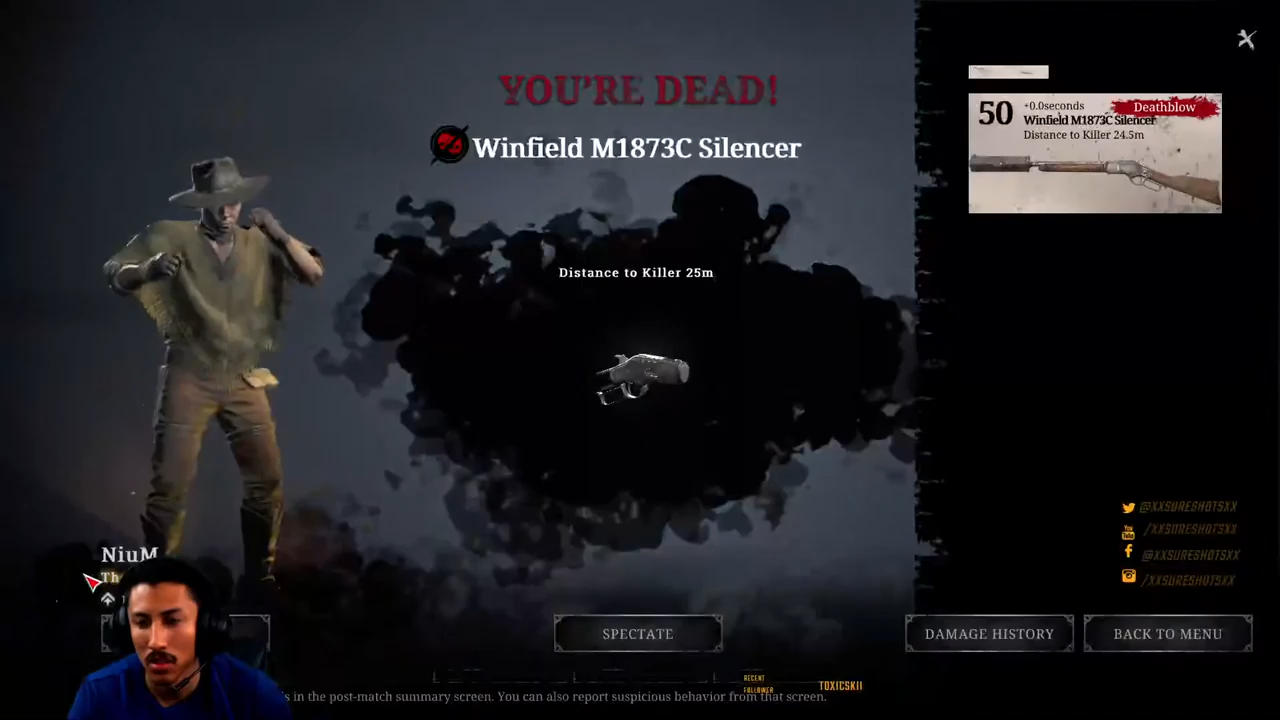 YOU'RE DEAD!
Winfield M1873C Silencer
Distance to Killer 25m
50
+0.0seconds
Deathblow
Winfield M1873C Silencer
Distance to Killer 24.5m
@XXSURESHOTSXX
/XXSURESHOTSXX
@XXSURESHOTSXX
/XXSURESHOTSXX
NiuM
Th
SPECTATE
DAMAGE HISTORY
BACK TO MENU
RECENT
FOLLOWER
TOXICSKII
in the post-match summary screen. You can also report suspicious behavior from that screen.